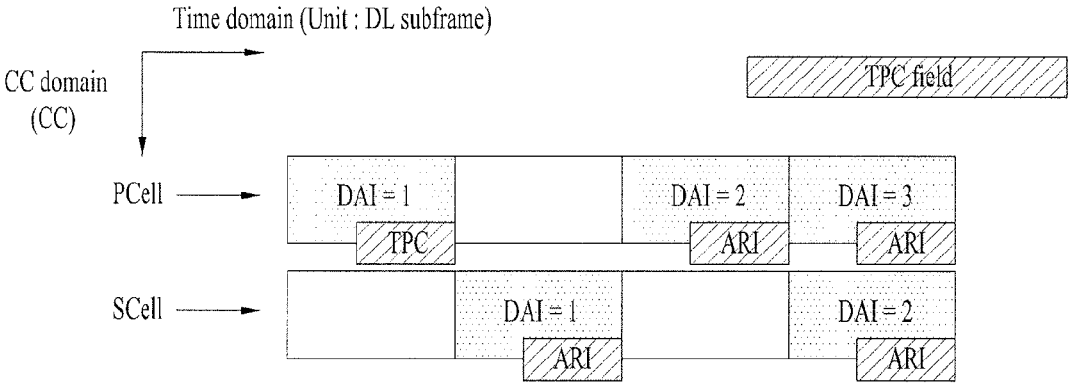 Time domain (Unit : DL subframe)
CC domain
(CC)
TPC field
PCell
DAI = 1
DAI = 2
DAI = 3
TPC
ARI
ARI
SCell
DAI = 1
DAI = 2
ARI
ARI